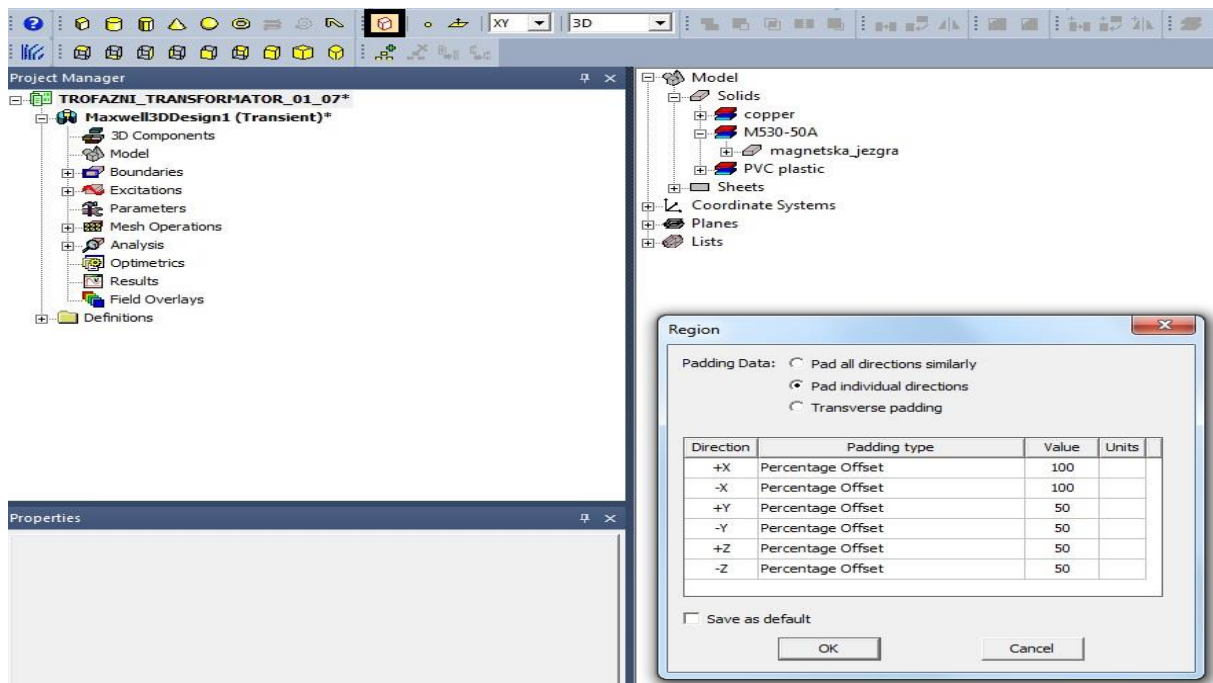 XY 3D
Project Manager
TROFAZNI_TRANSFORMATOR_01_07*
Maxwell3DDesign1 (Transient)*
3D Components
Model
Boundaries
Excitations
Parameters
Mesh Operations
Analysis
Optimetrics
Results
Field Overlays
Definitions
Properties
Model
Solids
copper
M530-50A
magnetska_jezgra
PVC plastic
Sheets
Coordinate Systems
Planes
Lists
Region
Padding Data: Pad all directions similarly
Pad individual directions
Transverse padding
Direction Padding type Value Units
+X Percentage Offset 100
-X Percentage Offset 100
+Y Percentage Offset 50
-Y Percentage Offset 50
+Z Percentage Offset 50
-Z Percentage Offset 50
Save as default
OK Cancel